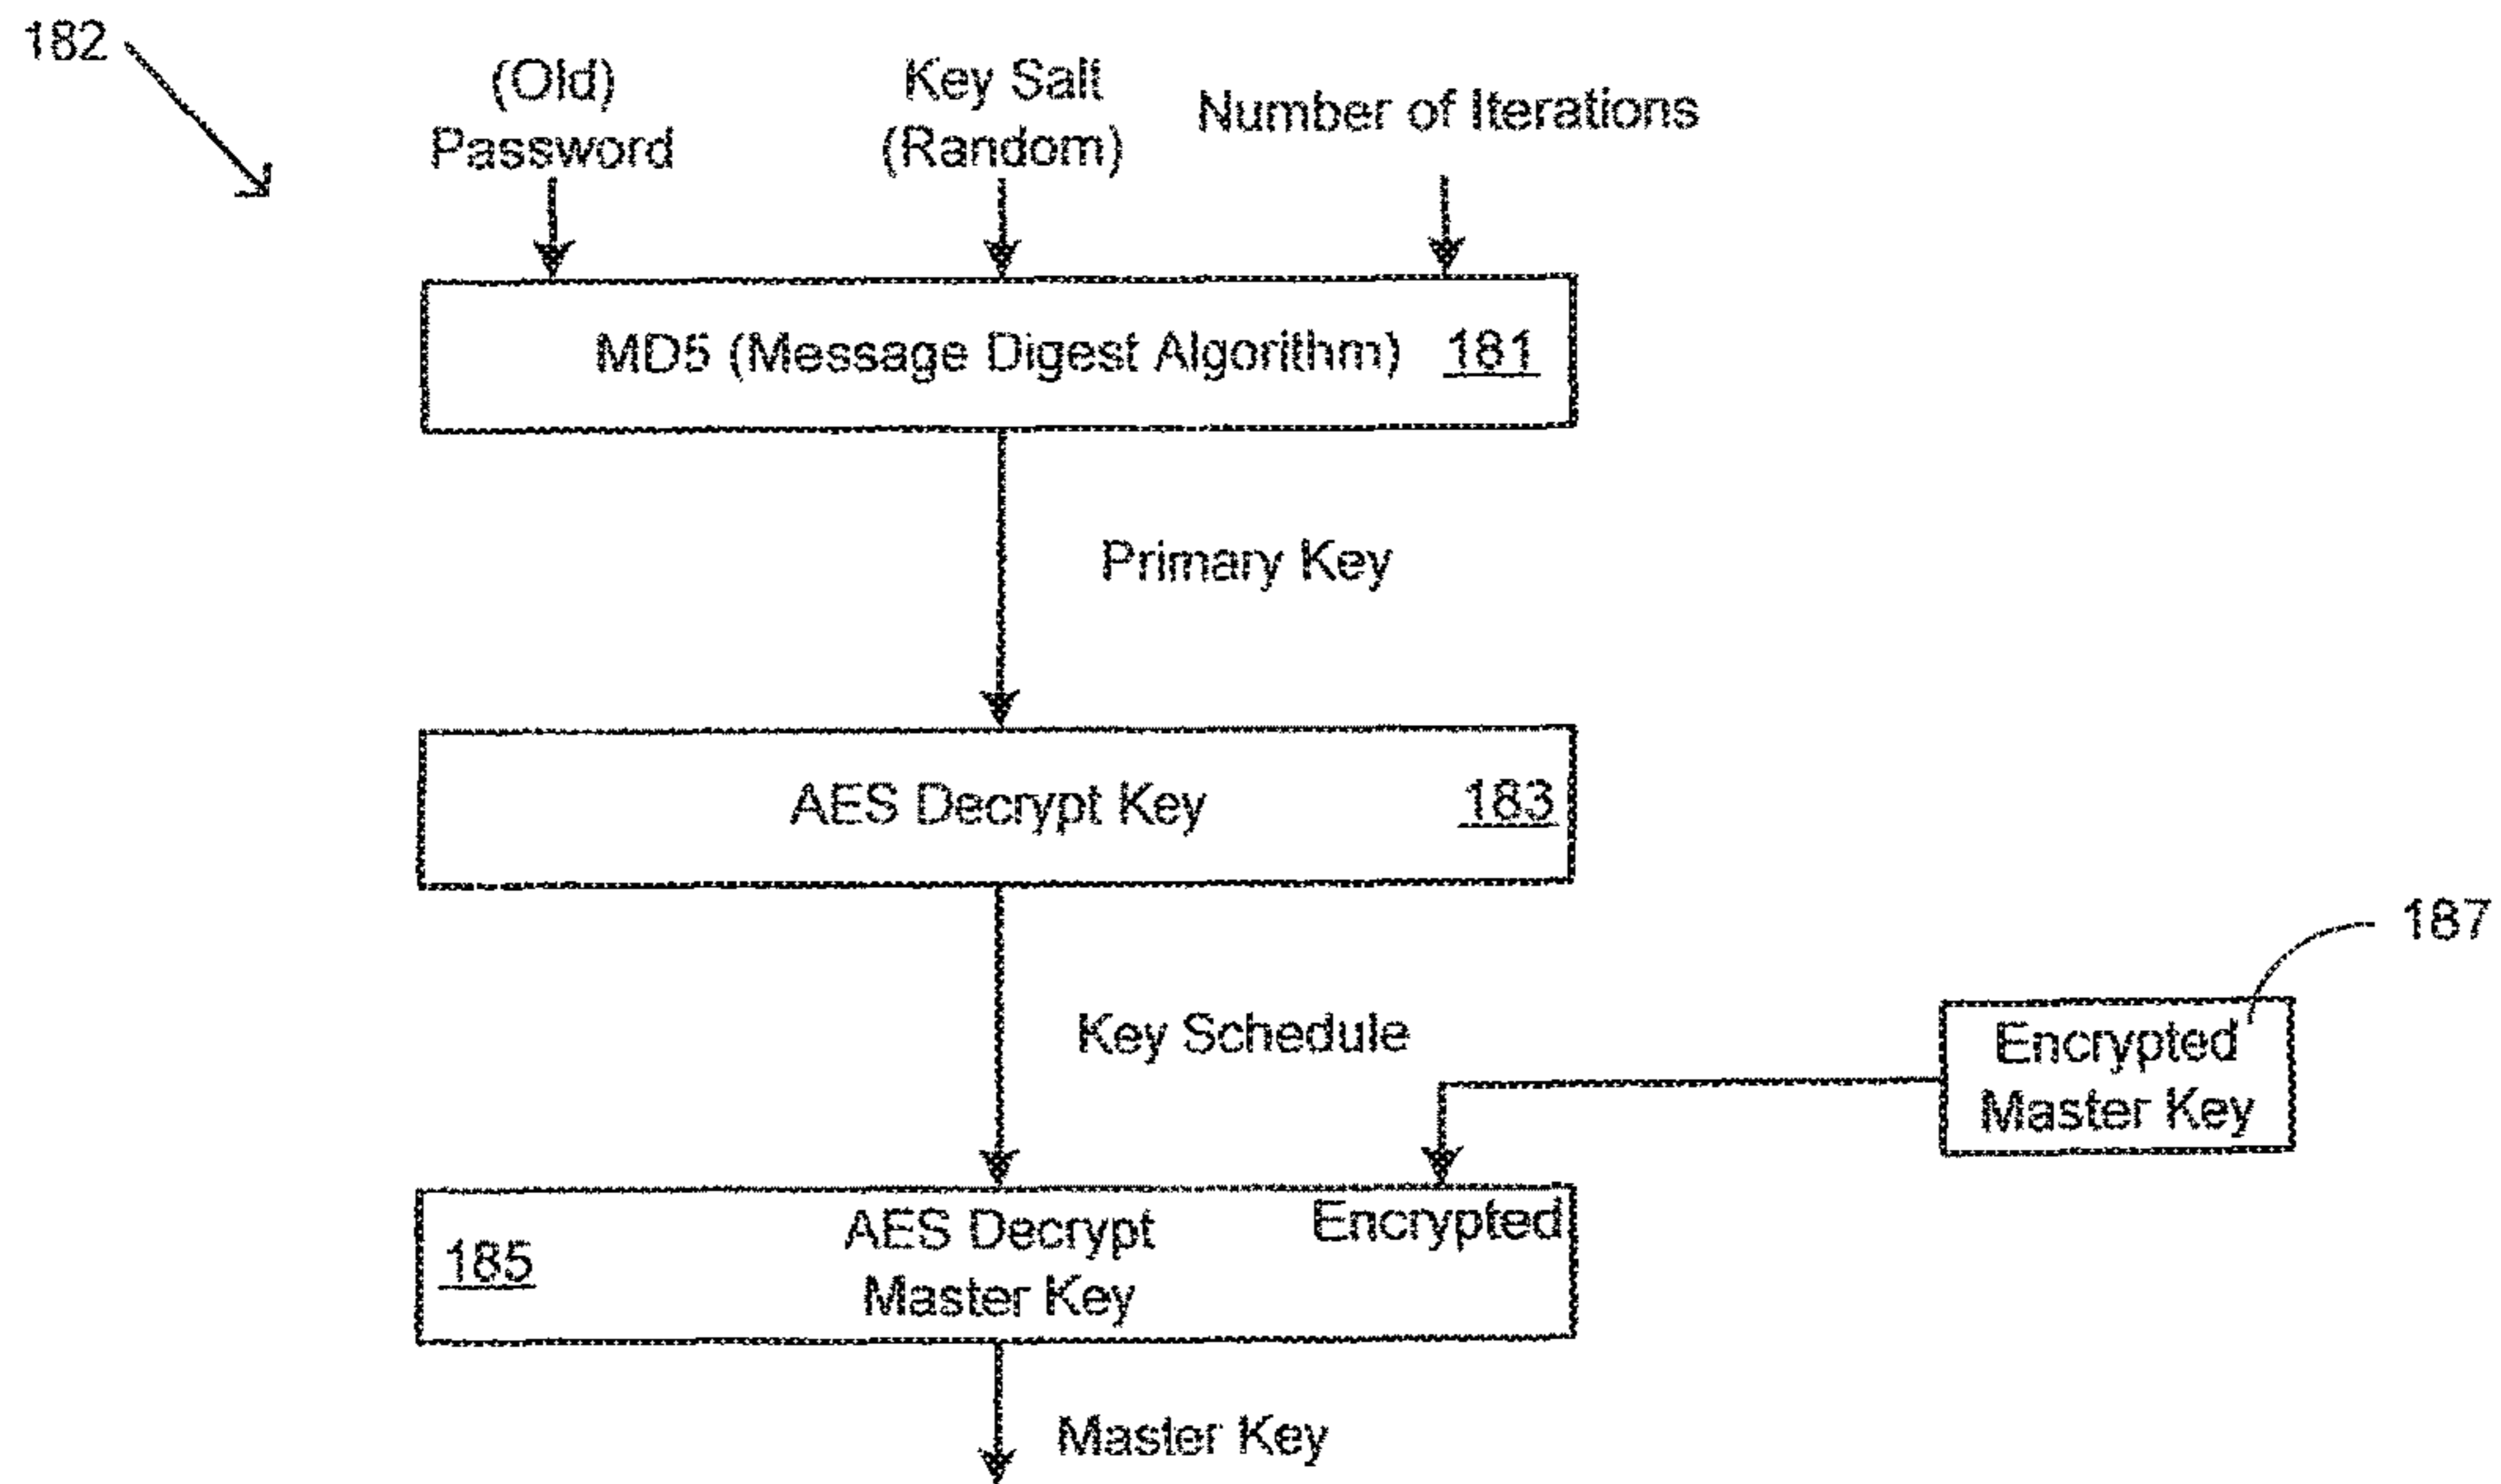 182
(Old)
Password
Key Salt
(Random)
Number of Iterations
MD5 (Message Digest Algorithm) 181
Primary Key
AES Decrypt Key 183
187
Key Schedule
Encrypted
Master Key
185
AES Decrypt
Master Key
Encrypted
Master Key